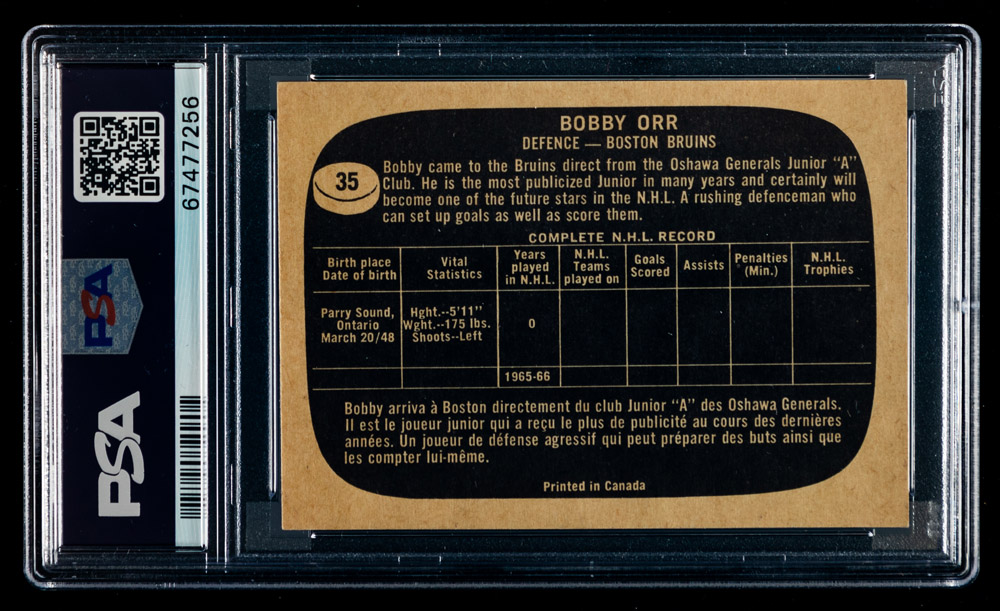 67477256
PSA
PSA
BOBBY ORR
DEFENCE — BOSTON BRUINS
35
Bobby came to the Bruins direct from the Oshawa Generals Junior “A”
Club. He is the most publicized Junior in many years and certainly will
become one of the future stars in the N.H.L. A rushing defenceman who
can set up goals as well as score them.
COMPLETE N.H.L. RECORD
Birth place
Date of birth
Vital
Statistics
Years
played
in N.H.L.
N.H.L.
Teams
played on
Goals
Scored
Assists
Penalties
(Min.)
N.H.L.
Trophies
Parry Sound,
Ontario
March 20/48
Hght.--5'11"
Wght.--175 lbs.
Shoots--Left
0
1965-66
Bobby arriva à Boston directement du club Junior “A” des Oshawa Generals.
Il est le joueur junior qui a reçu le plus de publicité au cours des dernières
années. Un joueur de défense agressif qui peut préparer des buts ainsi que
les compter lui-même.
Printed in Canada